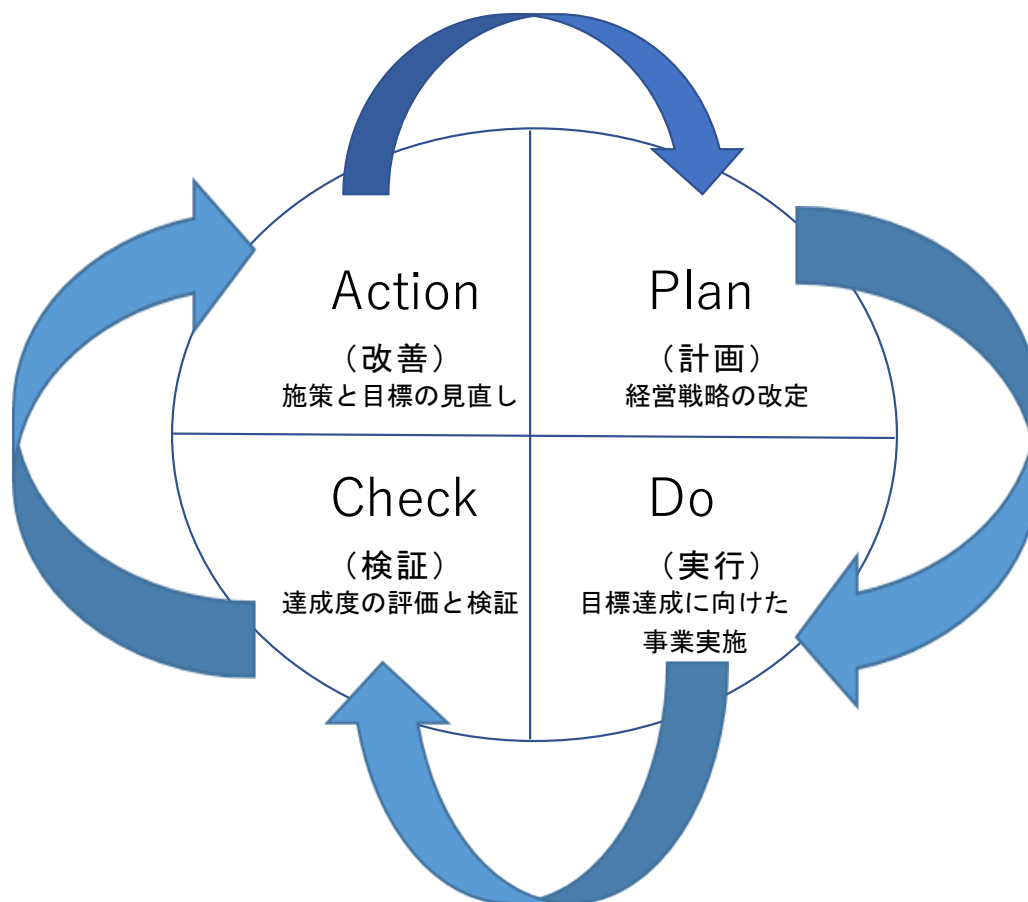 Action
（改善）
施策と目標の見直し
Plan
（計画）
経営戦略の改定
Check
（検証）
達成度の評価と検証
Do
（実行）
目標達成に向けた
事業実施